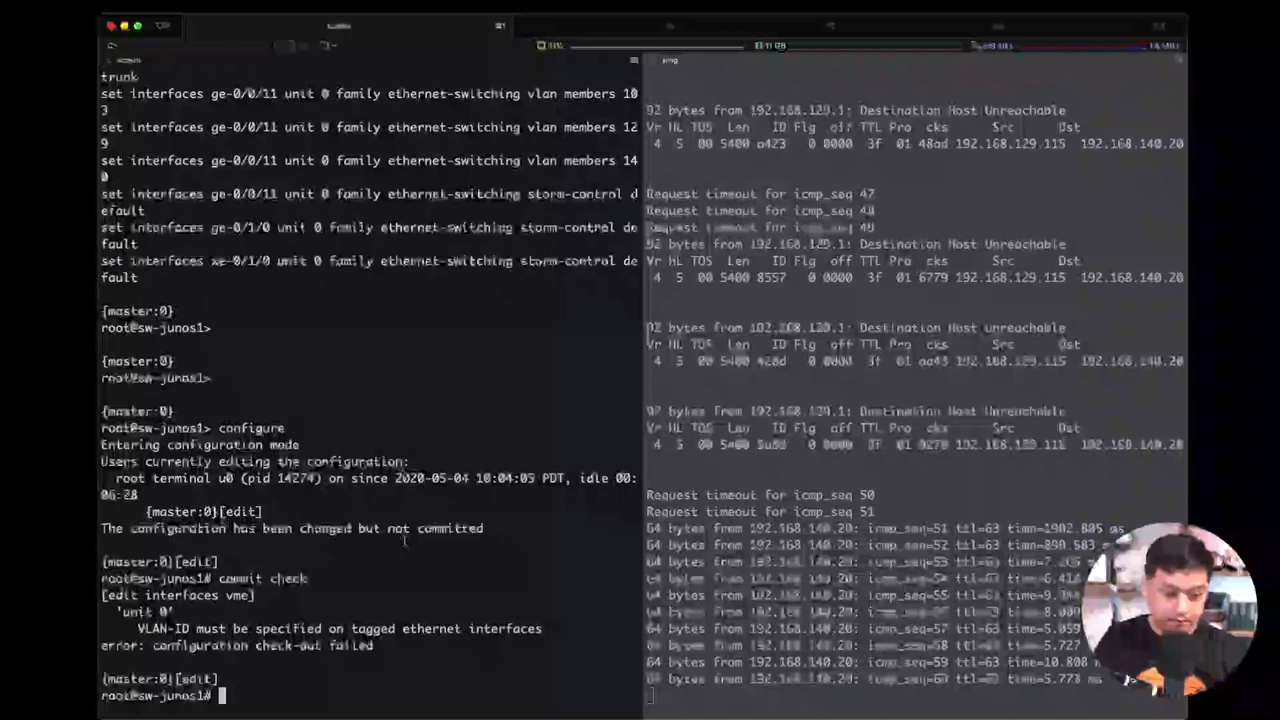 trunk
set interfaces ge-0/0/11 unit 0 family ethernet-switching vlan members 10
3
set interfaces ge-0/0/11 unit 0 family ethernet-switching vlan members 12
9
set interfaces ge-0/0/11 unit 0 family ethernet-switching vlan members 14
0
set interfaces ge-0/0/11 unit 0 family ethernet-switching storm-control d
efault
set interfaces ge-0/1/0 unit 0 family ethernet-switching storm-control de
fault
set interfaces xe-0/1/0 unit 0 family ethernet-switching storm-control de
fault
{master:0}
root@sw-junos1>
{master:0}
root@sw-junos1>
{master:0}
root@sw-junos1> configure
Entering configuration mode
Users currently editing the configuration:
root terminal u0 (pid 14274) on since 2020-05-04 18:04:05 PDT, idle 00:
06:28
{master:0}[edit]
The configuration has been changed but not committed
{master:0}[edit]
root@sw-junos1# commit check
[edit interfaces vme]
'unit 0'
VLAN-ID must be specified on tagged ethernet interfaces
error: configuration check-out failed
{master:0}[edit]
root@sw-junos1#
92 bytes from 192.168.129.1: Destination Host Unreachable
Vr HL TOS Len ID Flg off TTL Pro cks Src Dst
4 5 00 5400 a423 0 0000 3f 01 48ad 192.168.129.115 192.168.140.20
Request timeout for icmp_seq 47
Request timeout for icmp_seq 48
Request timeout for icmp_seq 49
92 bytes from 192.168.129.1: Destination Host Unreachable
Vr HL TOS Len ID Flg off TTL Pro cks Src Dst
4 5 00 5400 8557 0 0000 3f 01 6779 192.168.129.115 192.168.140.20
92 bytes from 192.168.129.1: Destination Host Unreachable
Vr HL TOS Len ID Flg off TTL Pro cks Src Dst
4 5 00 5400 0 0000 3f 01 192.168.129.115 192.168.140.20
92 bytes from 192.168.129.1: Destination Host Unreachable
Vr HL TOS Len ID Flg off TTL Pro cks Src Dst
4 5 00 5400 0 0000 3f 01 192.168.129.115 192.168.140.20
Request timeout for icmp_seq 50
Request timeout for icmp_seq 51
64 bytes from 192.168.140.20: icmp_seq=51 ttl=63 time=1902.805 ms
64 bytes from 192.168.140.20: icmp_seq=52 ttl=63 time=890.583
64 bytes from 192.168.140.20: icmp_seq=53 ttl=63
64 bytes from 192.168.140.20: icmp_seq=54 ttl=63
64 bytes from 192.168.140.20: icmp_seq=55 ttl=63
64 bytes from 192.168.140.20: icmp_seq=56 ttl=63
64 bytes from 192.168.140.20: icmp_seq=57 ttl=63 time=5.059
64 bytes from 192.168.140.20: icmp_seq=58 ttl=63 time=5.727
64 bytes from 192.168.140.20: icmp_seq=59 ttl=63 time=10.808
64 bytes from 192.168.140.20: icmp_seq=60 ttl=63 time=5.773 ms